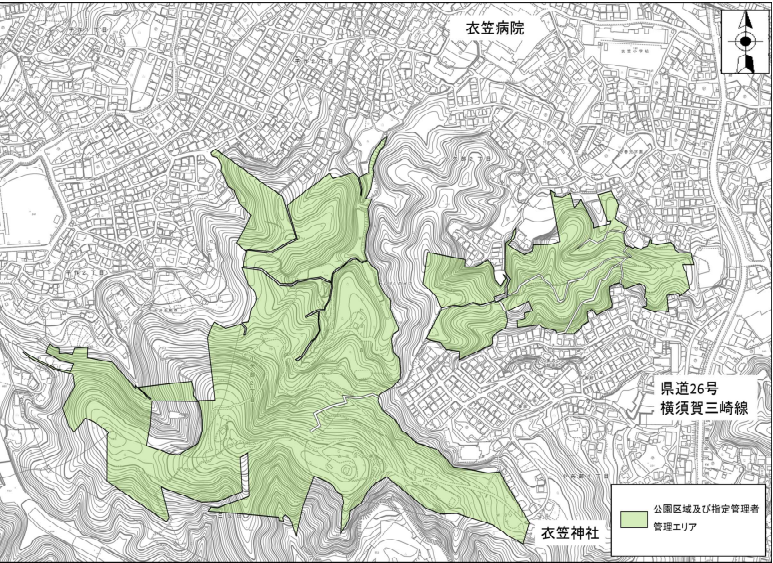 衣笠病院
県道26号
横須賀三崎線
公園区域及び指定管理者
管理エリア
衣笠神社